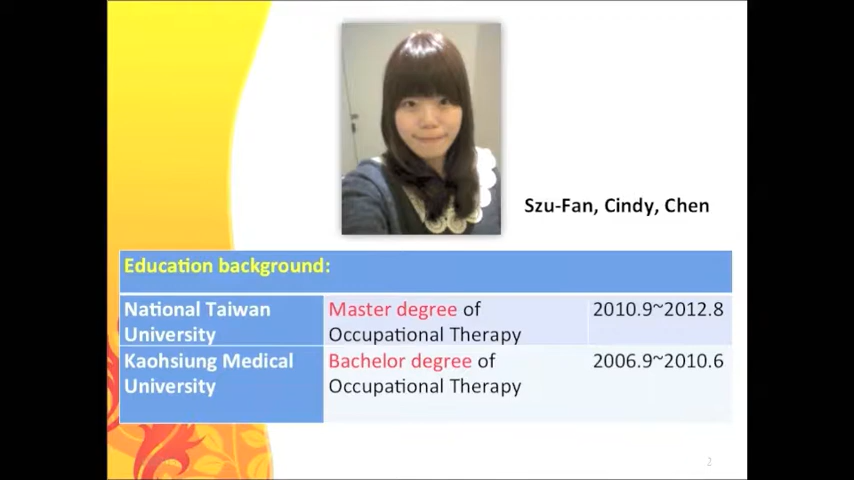 Szu-Fan, Cindy, Chen
Education background:
National Taiwan
University
Master degree of
Occupational Therapy
2010.9~2012.8
Kaohsiung Medical
University
Bachelor degree of
Occupational Therapy
2006.9~2010.6
2